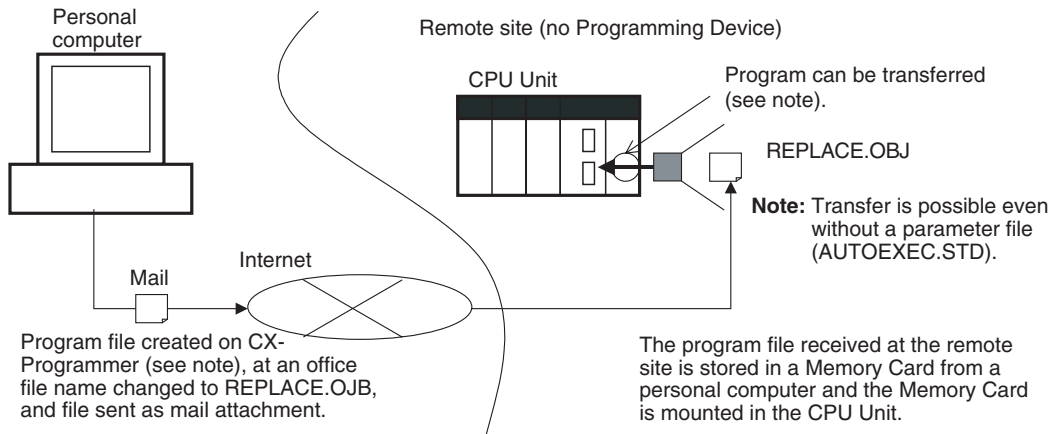 Personal
computer
Remote site (no Programming Device)
CPU Unit
Program can be transferred
(see note).
REPLACE.OBJ
Note: Transfer is possible even
without a parameter file
(AUTOEXEC.STD).
Internet
Mail
Program file created on CX-
Programmer (see note), at an office
file name changed to REPLACE.OJB,
and file sent as mail attachment.
The program file received at the remote
site is stored in a Memory Card from a
personal computer and the Memory Card
is mounted in the CPU Unit.